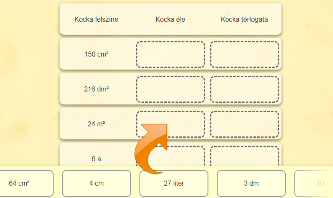 Kocka felszíne Kocka éle Kocka térfogata
150 cm²
216 dm²
24 m²
6 a
64 cm³ 4 cm 27 liter 3 dm